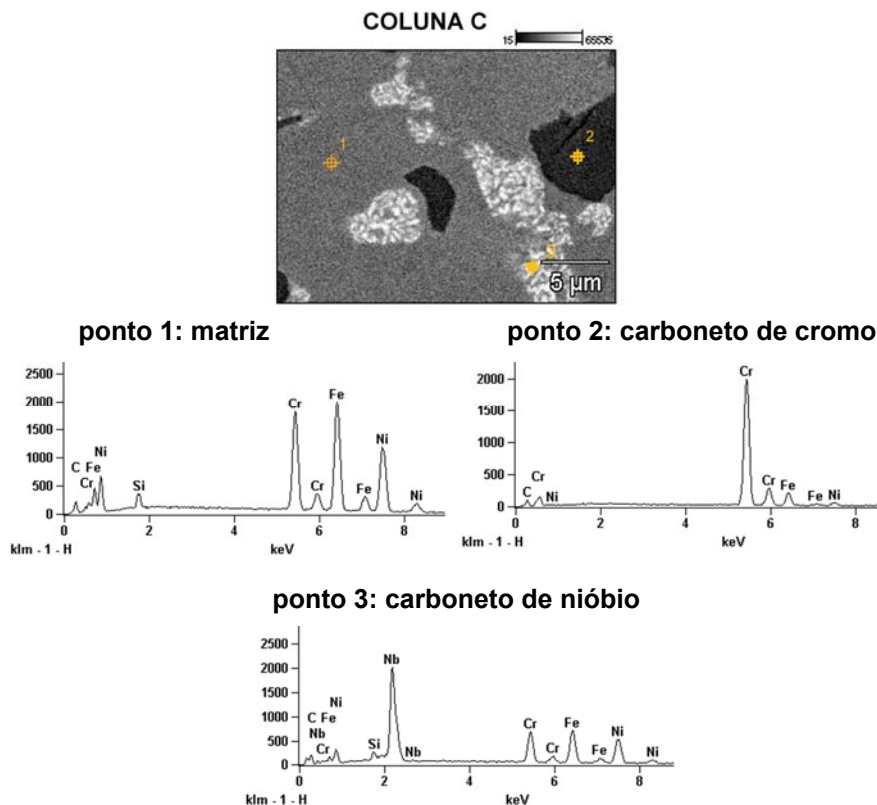 COLUNA C
15 65535
1
2
3
5 µm
ponto 1: matriz
ponto 2: carboneto de cromo
2500
2000
1500
1000
500
0
C Fe Ni
Cr
Si
Cr
Cr
Fe
Fe
Ni
Ni
0 2 4 6 8
klm - 1 - H keV
2000
1500
1000
500
0
C
Cr
Ni
Cr
Cr
Fe
Fe
Ni
0 2 4 6 8
klm - 1 - H keV
ponto 3: carboneto de nióbio
2500
2000
1500
1000
500
0
Ni
C Fe
Nb
Cr
Si
Nb
Nb
Cr
Cr
Fe
Fe
Ni
Ni
0 2 4 6 8
klm - 1 - H keV